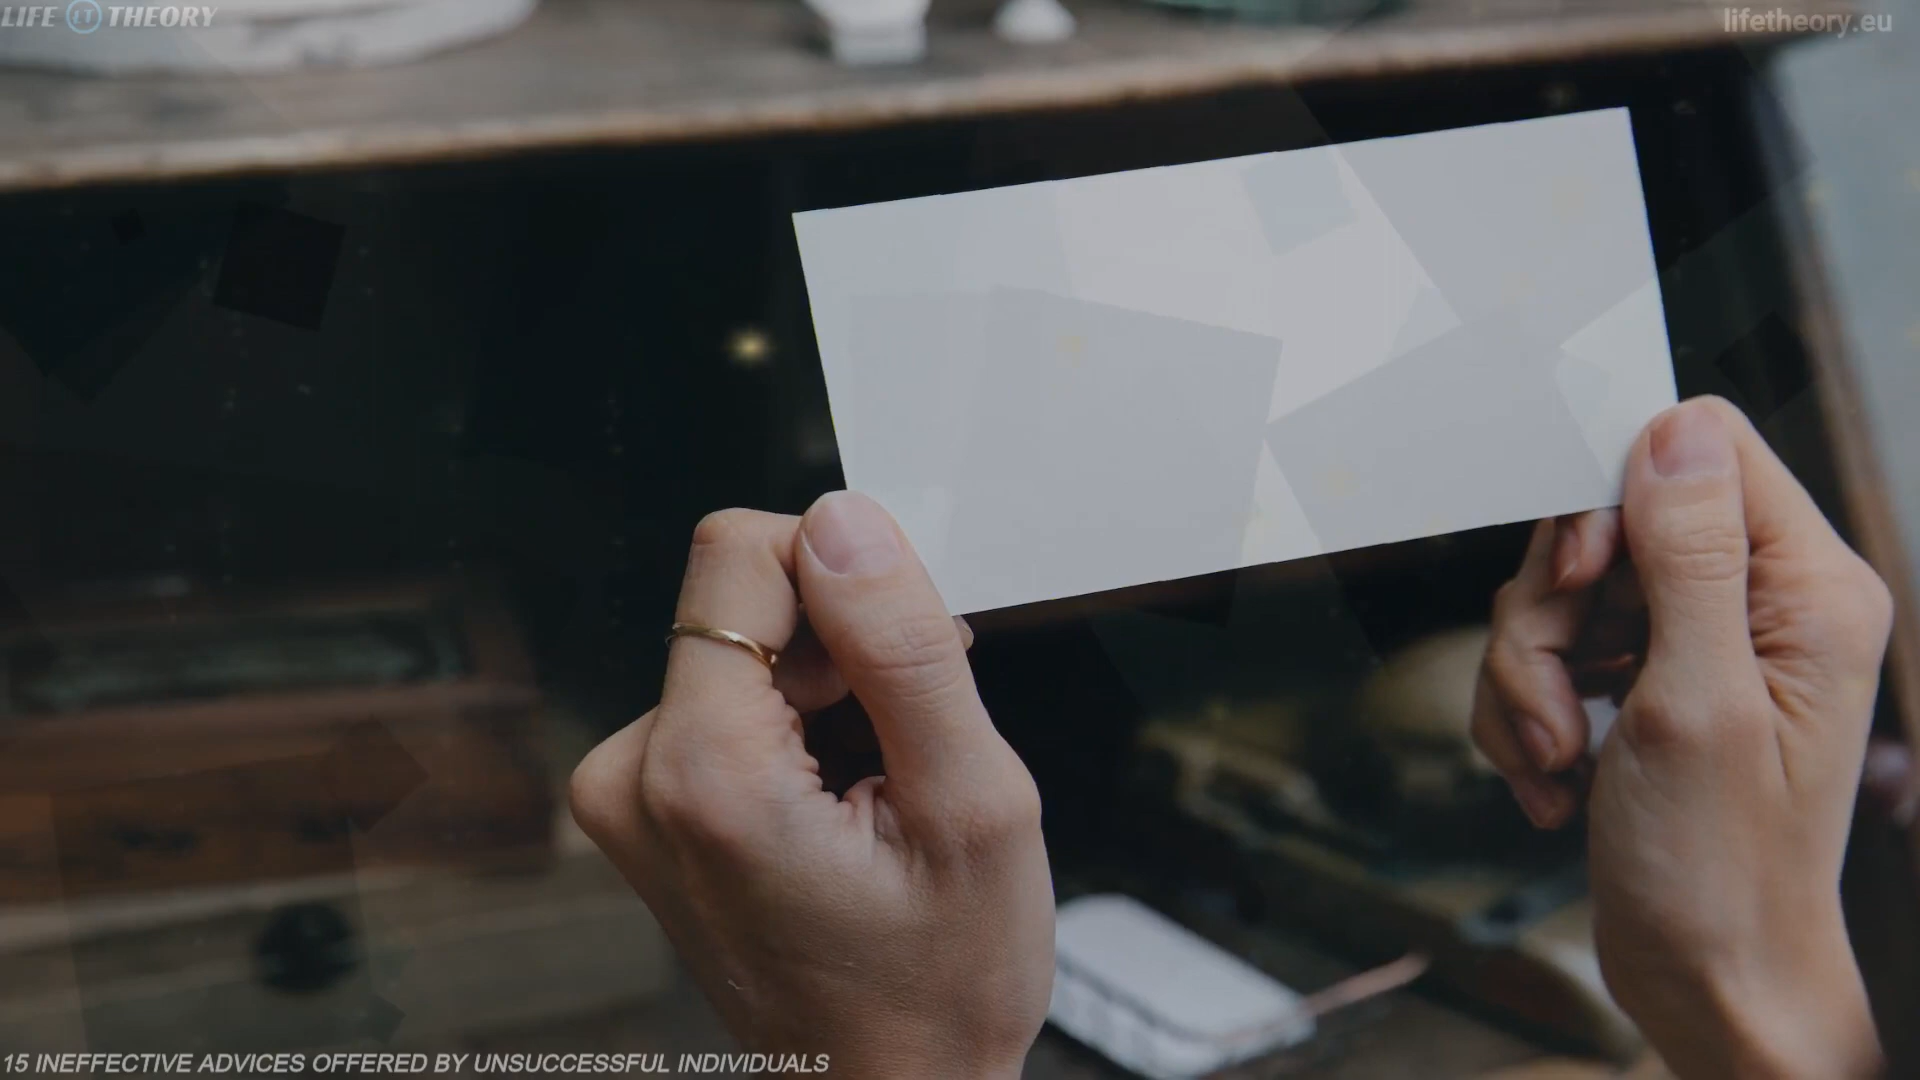 LIFE LT THEORY
lifetheory.eu
15 INEFFECTIVE ADVICES OFFERED BY UNSUCCESSFUL INDIVIDUALS